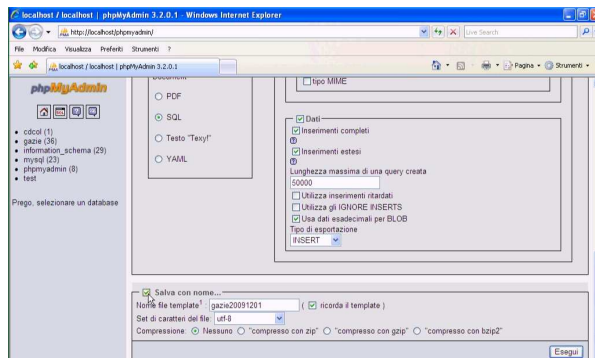 localhost / localhost | phpMyAdmin 3.2.0.1 - Windows Internet Explorer
http://localhost/phpmyadmin/
Live Search
File Modifica Visualizza Preferiti Strumenti ?
localhost / localhost | phpMyAdmin 3.2.0.1
Pagina Strumenti
phpMyAdmin
cdcol (1)
gazie (36)
information_schema (29)
mysql (23)
phpmyadmin (8)
test
Prego, selezionare un database
Document
PDF
SQL
Testo "Texy!"
YAML
tipo MIME
Dati
Inserimenti completi
Inserimenti estesi
Lunghezza massima di una query creata
50000
Utilizza inserimenti ritardati
Utilizza gli IGNORE INSERTS
Usa dati esadecimali per BLOB
Tipo di esportazione
INSERT
Salva con nome...
Nome file template1 : gazie20091201 ( ricorda il template )
Set di caratteri del file: utf-8
Compressione: Nessuno "compresso con zip" "compresso con gzip" "compresso con bzip2"
Esegui